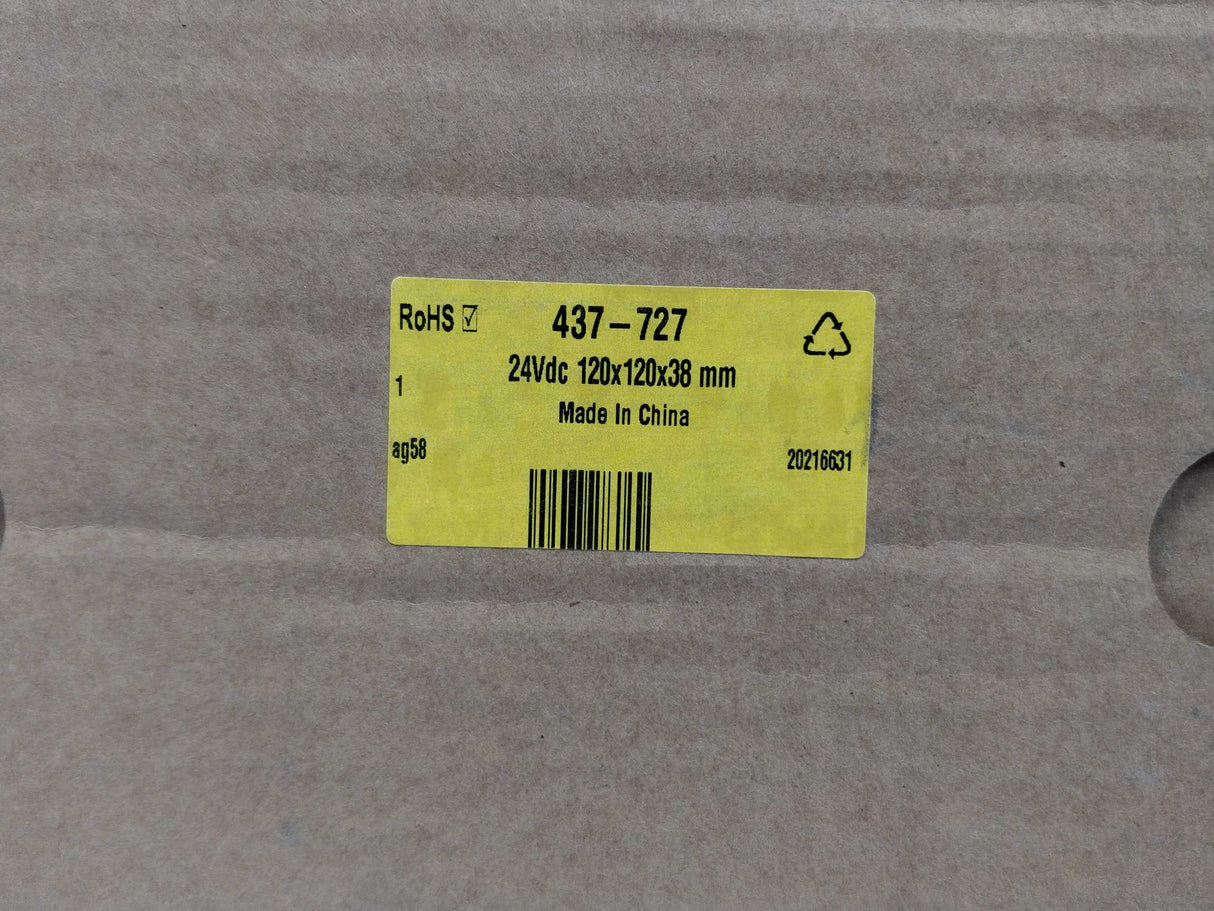 RoHS ☑
437-727
24Vdc 120x120x38 mm
1
Made In China
ag58
20216631